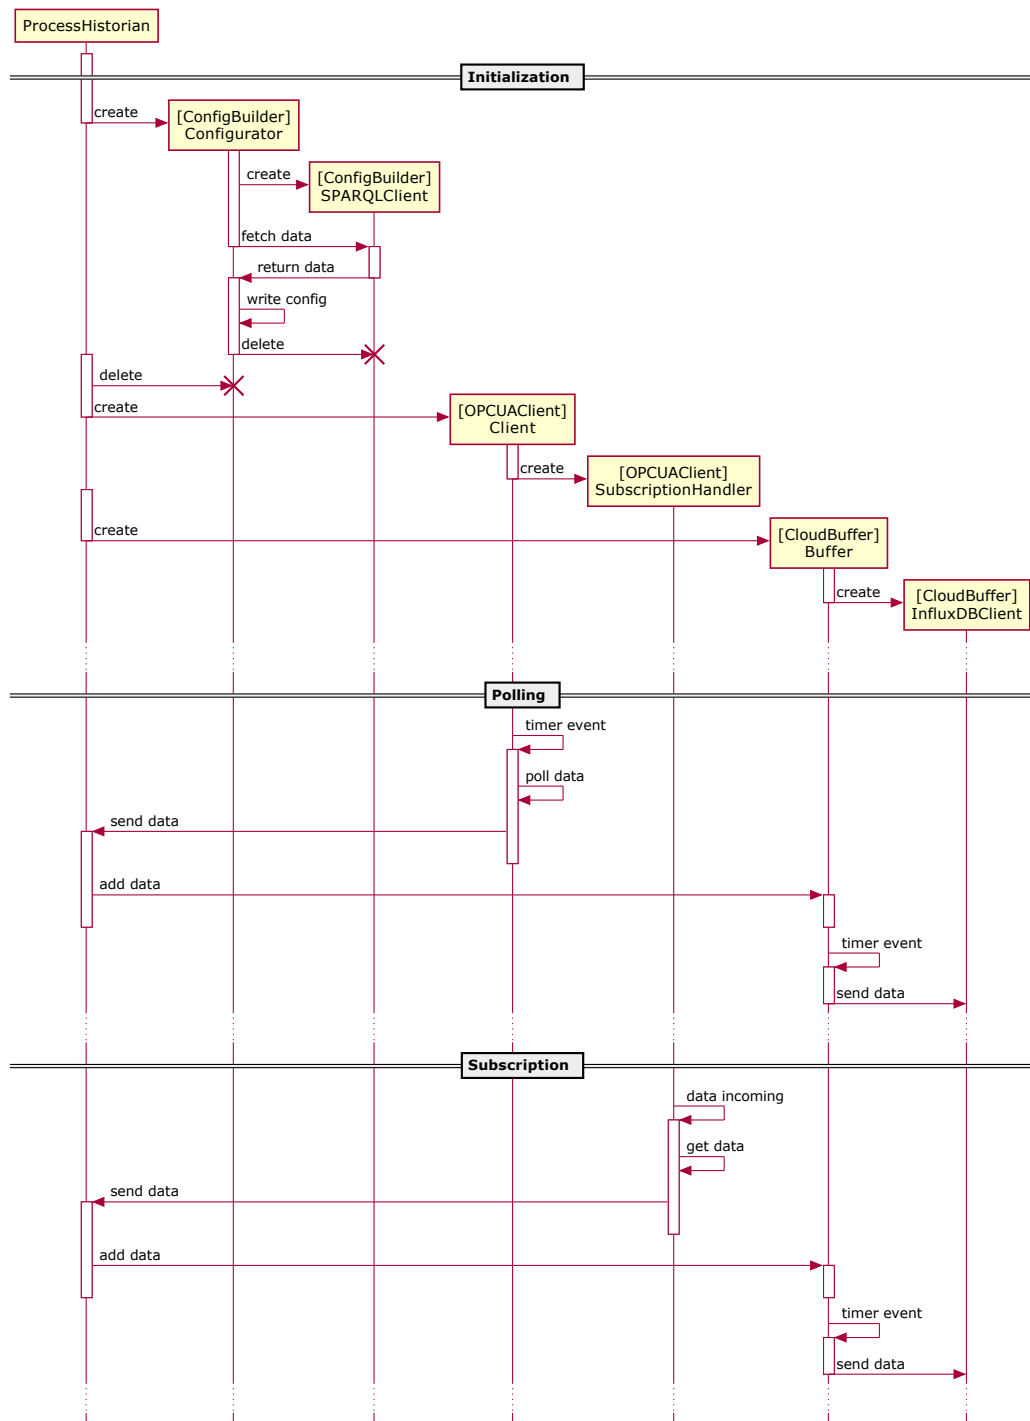 ProcessHistorian
Initialization
create
[ConfigBuilder]
Configurator
create
[ConfigBuilder]
SPARQLClient
fetch data
return data
write config
delete
delete
create
[OPCUAClient]
Client
create
[OPCUAClient]
SubscriptionHandler
create
[CloudBuffer]
Buffer
create
[CloudBuffer]
InfluxDBClient
Polling
timer event
poll data
send data
add data
timer event
send data
Subscription
data incoming
get data
send data
add data
timer event
send data